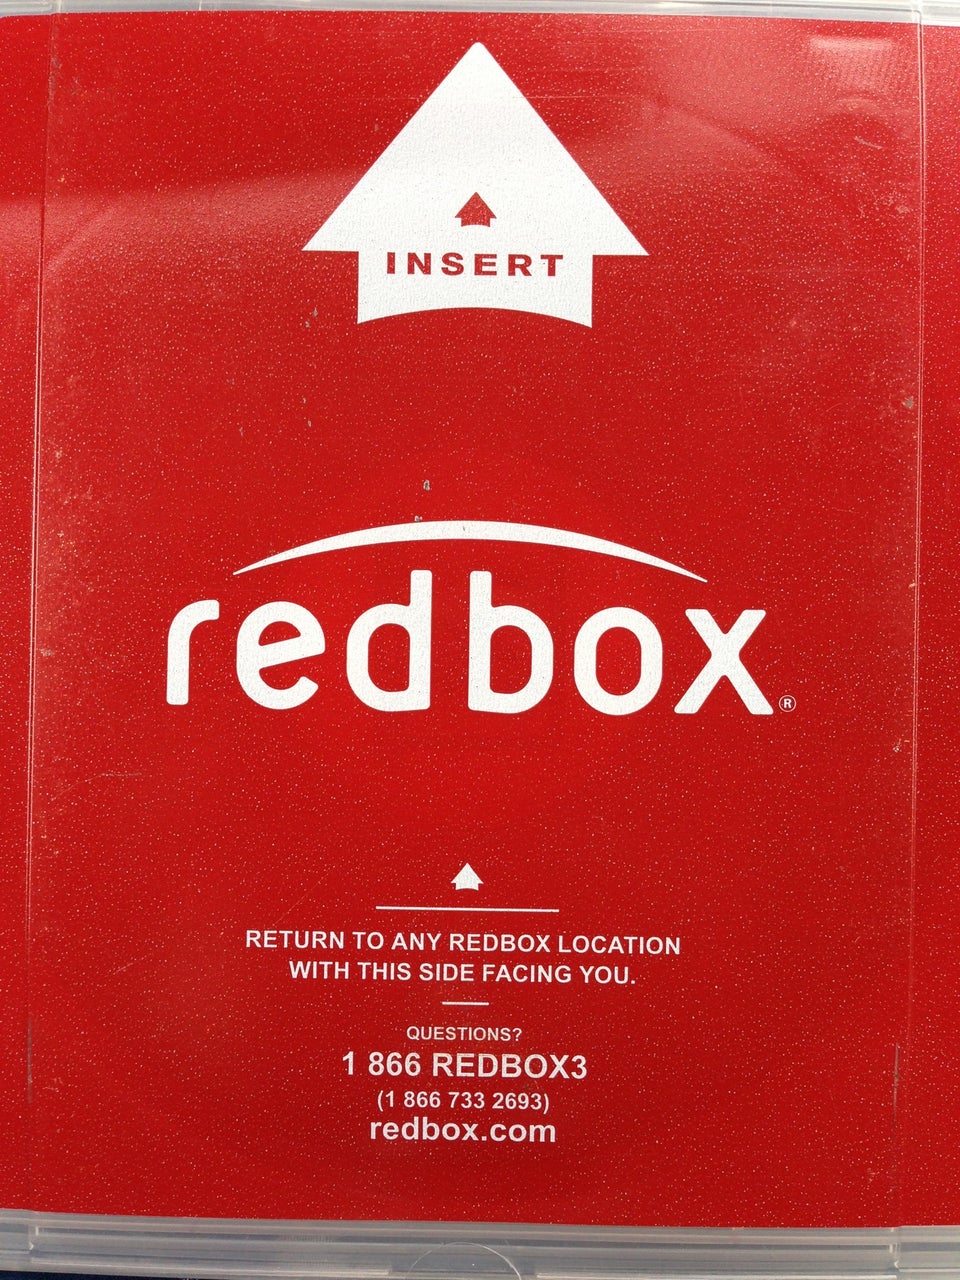 INSERT
redbox®
RETURN TO ANY REDBOX LOCATION
WITH THIS SIDE FACING YOU.
QUESTIONS?
1 866 REDBOX3
(1 866 733 2693)
redbox.com